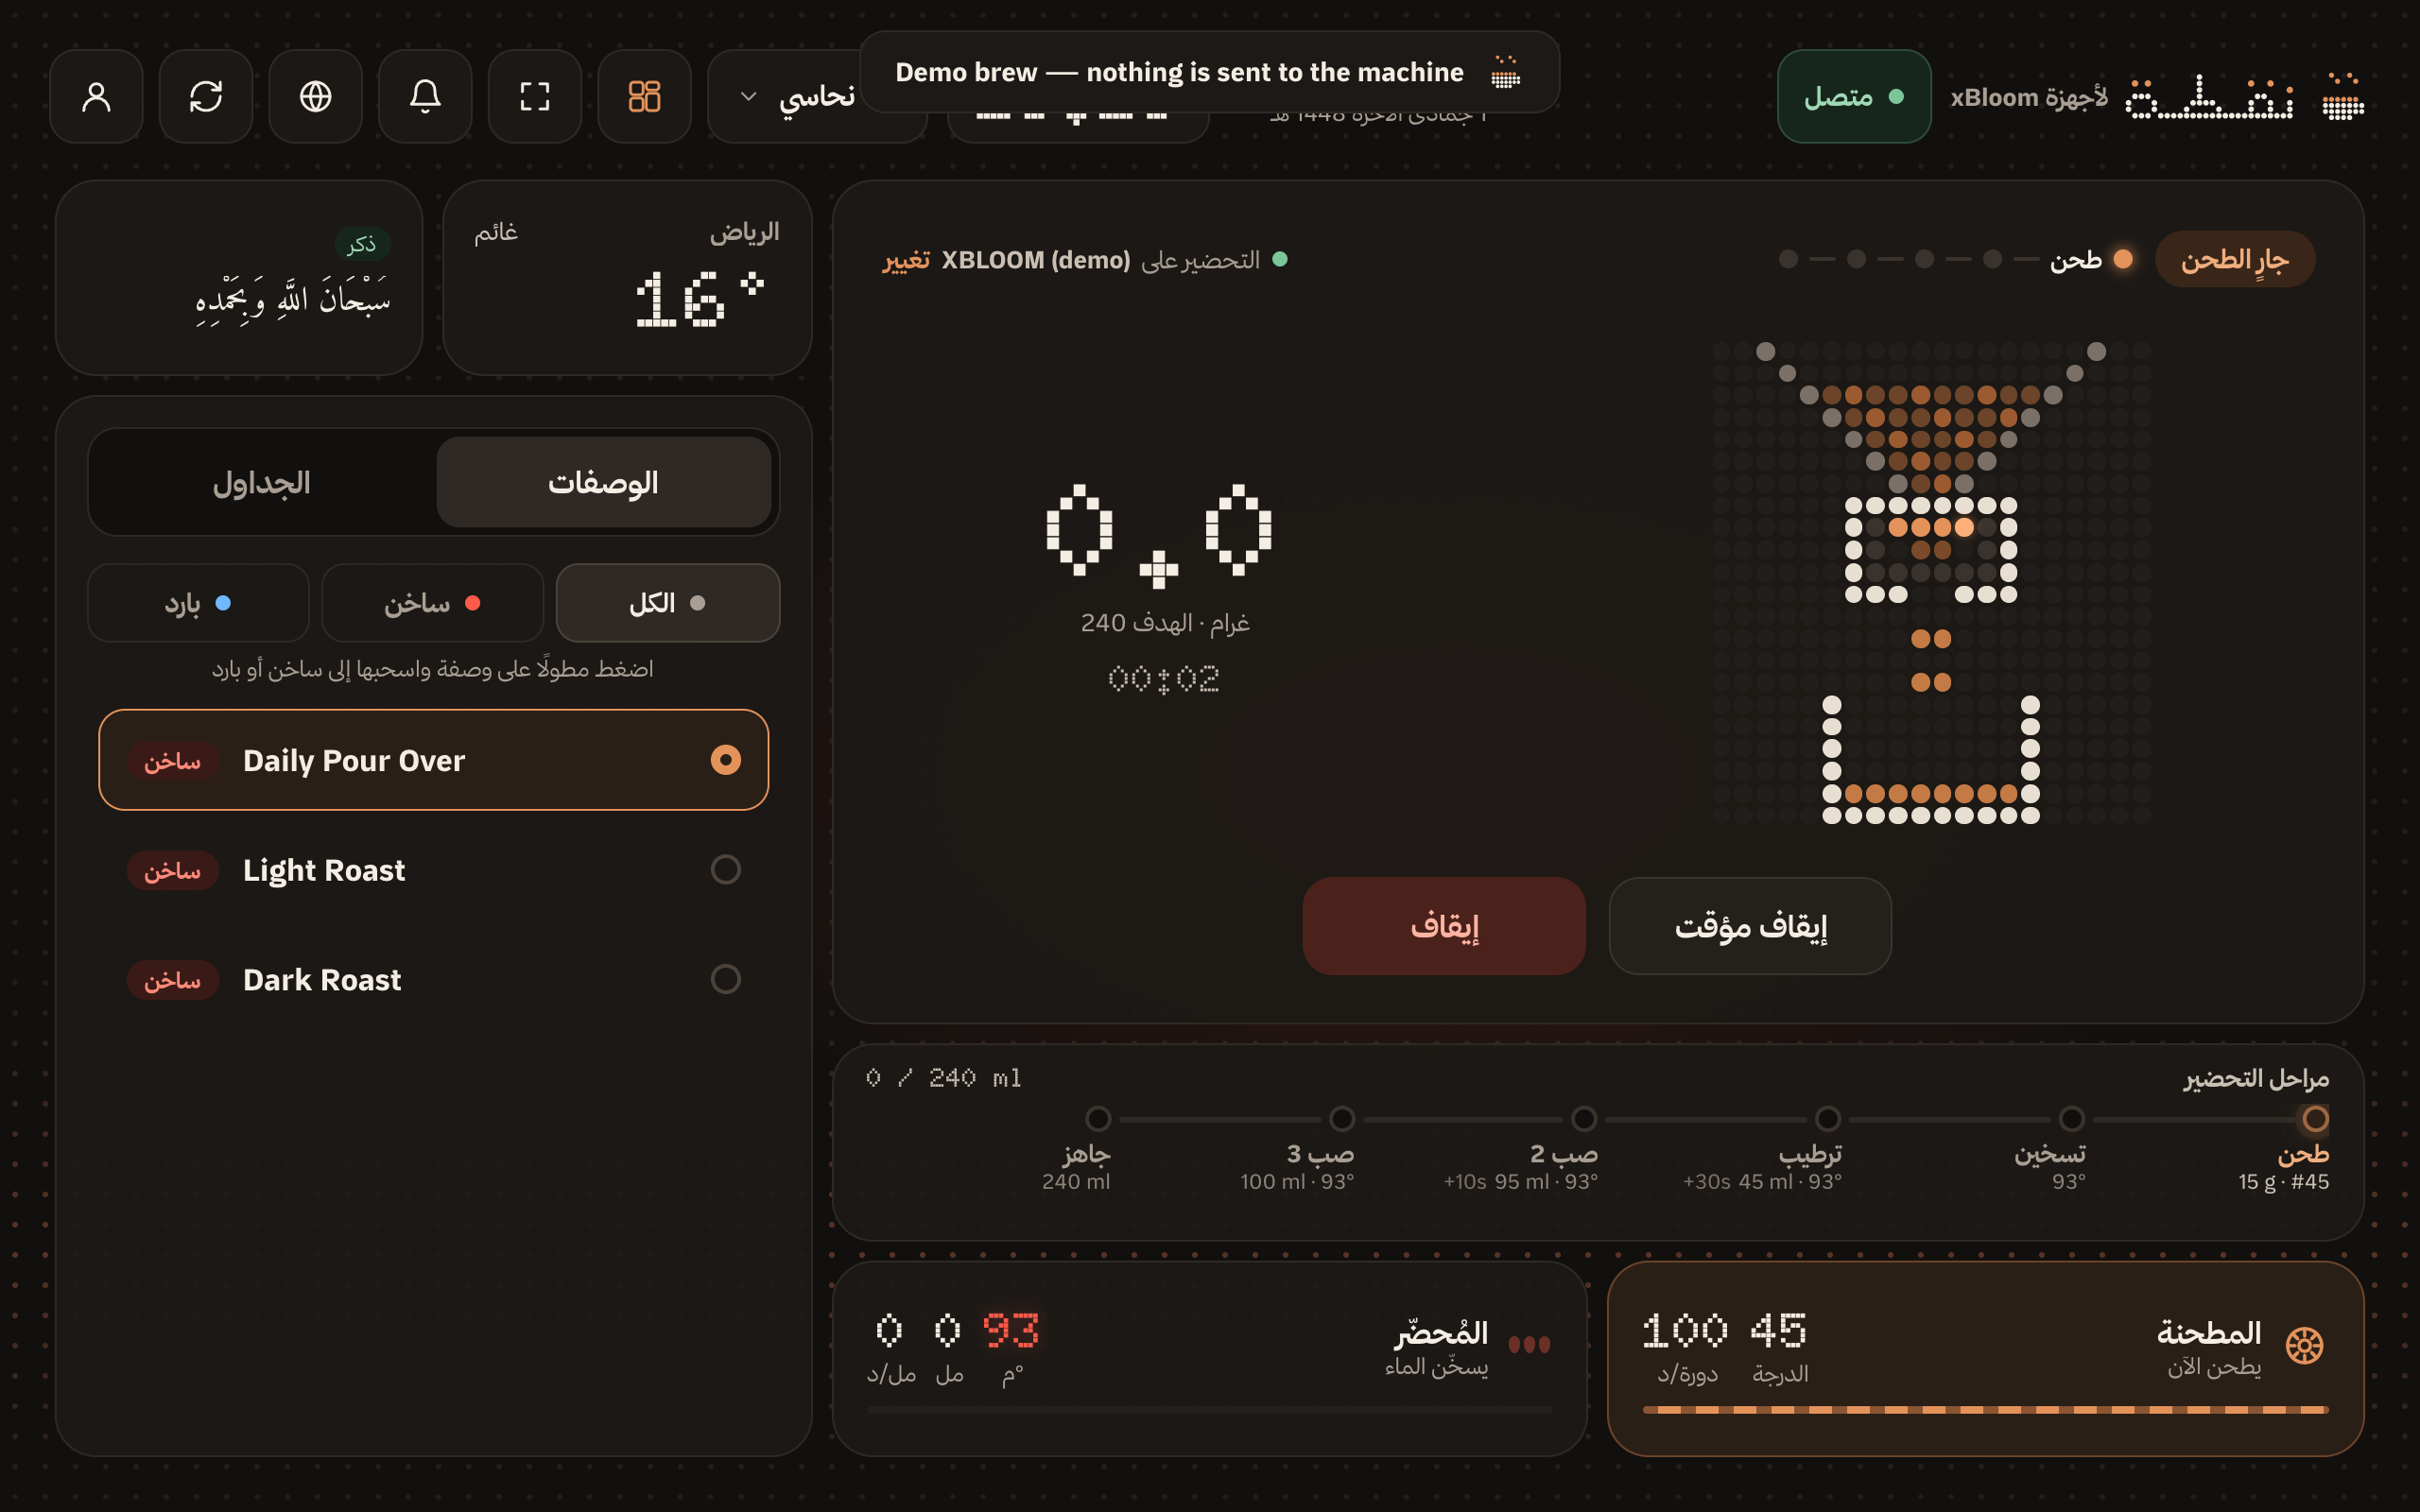 نقطة
لأجهزة xBloom
متصل
Demo brew — nothing is sent to the machine
نحاسي
جارٍ الطحن
طحن
التحضير على XBLOOM (demo) تغيير
0.0
غرام · الهدف 240
00:02
إيقاف مؤقت
إيقاف
مراحل التحضير
0 / 240 ml
طحن
15 g · #45
تسخين
93°
ترطيب
45 ml · 93° +30s
صب 2
95 ml · 93° +10s
صب 3
100 ml · 93°
جاهز
240 ml
المطحنة
يطحن الآن
45 الدرجة
100 دورة/د
المُحضّر
يسخّن الماء
93 °م
0 مل
0 مل/د
الرياض
غائم
16°
ذكر
سُبْحَانَ اللَّهِ وَبِحَمْدِهِ
الوصفات
الجداول
الكل
ساخن
بارد
اضغط مطولًا على وصفة واسحبها إلى ساخن أو بارد
Daily Pour Over ساخن
Light Roast ساخن
Dark Roast ساخن